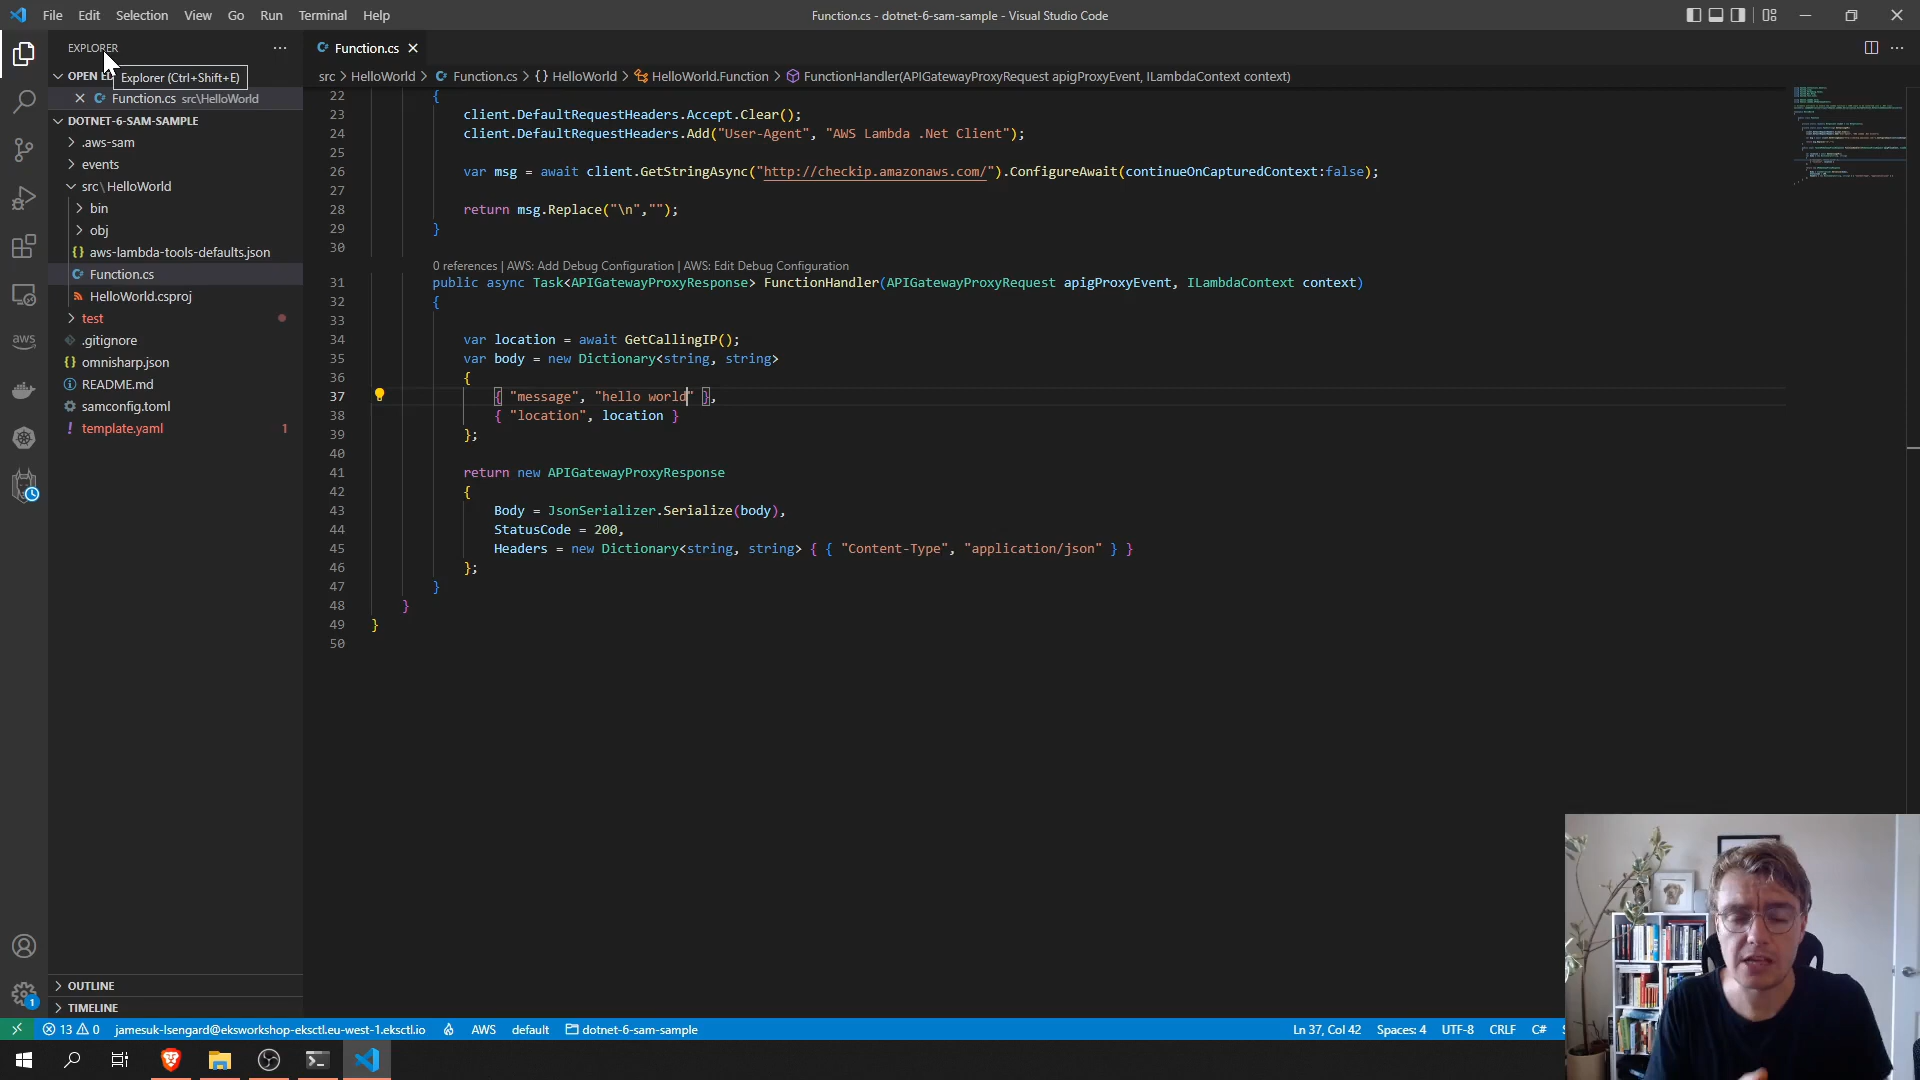 File Edit Selection View Go Run Terminal Help
Function.cs - dotnet-6-sam-sample - Visual Studio Code
EXPLORER
Function.cs
OPEN ED
Explorer (Ctrl+Shift+E)
src > HelloWorld > Function.cs > {} HelloWorld > HelloWorld.Function > FunctionHandler(APIGatewayProxyRequest apigProxyEvent, ILambdaContext context)
Function.cs src\HelloWorld
DOTNET-6-SAM-SAMPLE
.aws-sam
events
src\HelloWorld
bin
obj
aws-lambda-tools-defaults.json
Function.cs
HelloWorld.csproj
test
.gitignore
omnisharp.json
README.md
samconfig.toml
template.yaml 1
aws
22 {
23 client.DefaultRequestHeaders.Accept.Clear();
24 client.DefaultRequestHeaders.Add("User-Agent", "AWS Lambda .Net Client");
25
26 var msg = await client.GetStringAsync("http://checkip.amazonaws.com/").ConfigureAwait(continueOnCapturedContext:false);
27
28 return msg.Replace("\n","");
29 }
30
0 references | AWS: Add Debug Configuration | AWS: Edit Debug Configuration
31 public async Task<APIGatewayProxyResponse> FunctionHandler(APIGatewayProxyRequest apigProxyEvent, ILambdaContext context)
32 {
33
34 var location = await GetCallingIP();
35 var body = new Dictionary<string, string>
36 {
37 { "message", "hello world" },
38 { "location", location }
39 };
40
41 return new APIGatewayProxyResponse
42 {
43 Body = JsonSerializer.Serialize(body),
44 StatusCode = 200,
45 Headers = new Dictionary<string, string> { { "Content-Type", "application/json" } }
46 };
47 }
48 }
49 }
50
OUTLINE
TIMELINE
1
13 0 jamesuk-lsengard@eksworkshop-eksctl.eu-west-1.eksctl.io AWS default dotnet-6-sam-sample Ln 37, Col 42 Spaces: 4 UTF-8 CRLF C#